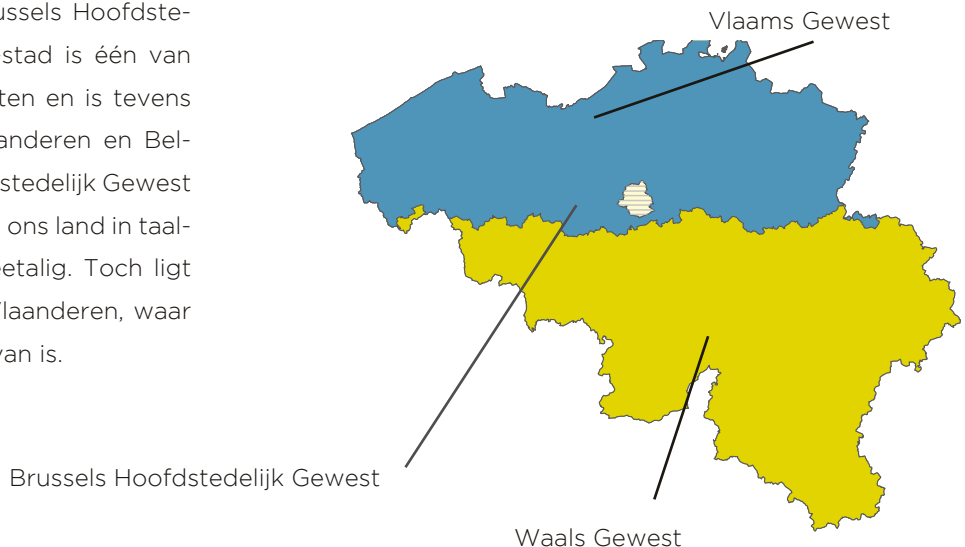 ussels Hoofdste-
stad is één van
ten en is tevens
anderen en Bel-
stedelijk Gewest
ons land in taal-
etalig. Toch ligt
Vlaanderen, waar
van is.
Vlaams Gewest
Brussels Hoofdstedelijk Gewest
Waals Gewest